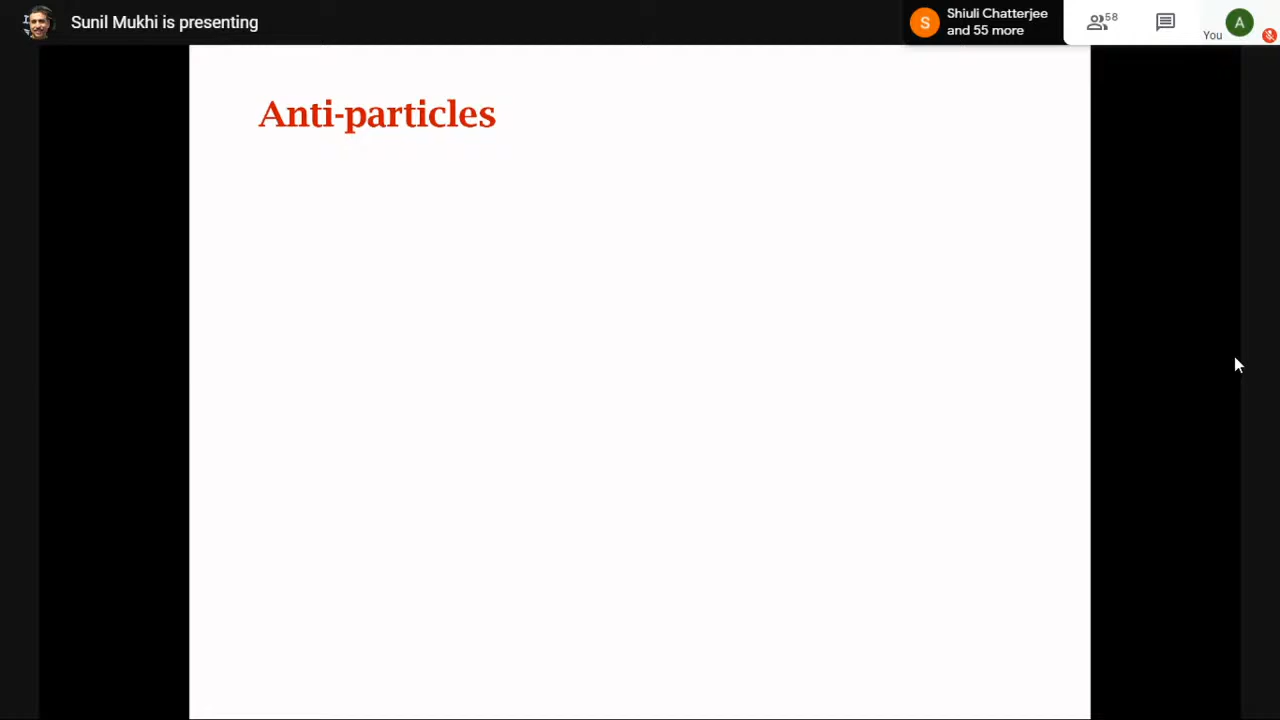 Sunil Mukhi is presenting
Shiuli Chatterjee
and 55 more
58
You
A
S
Anti-particles